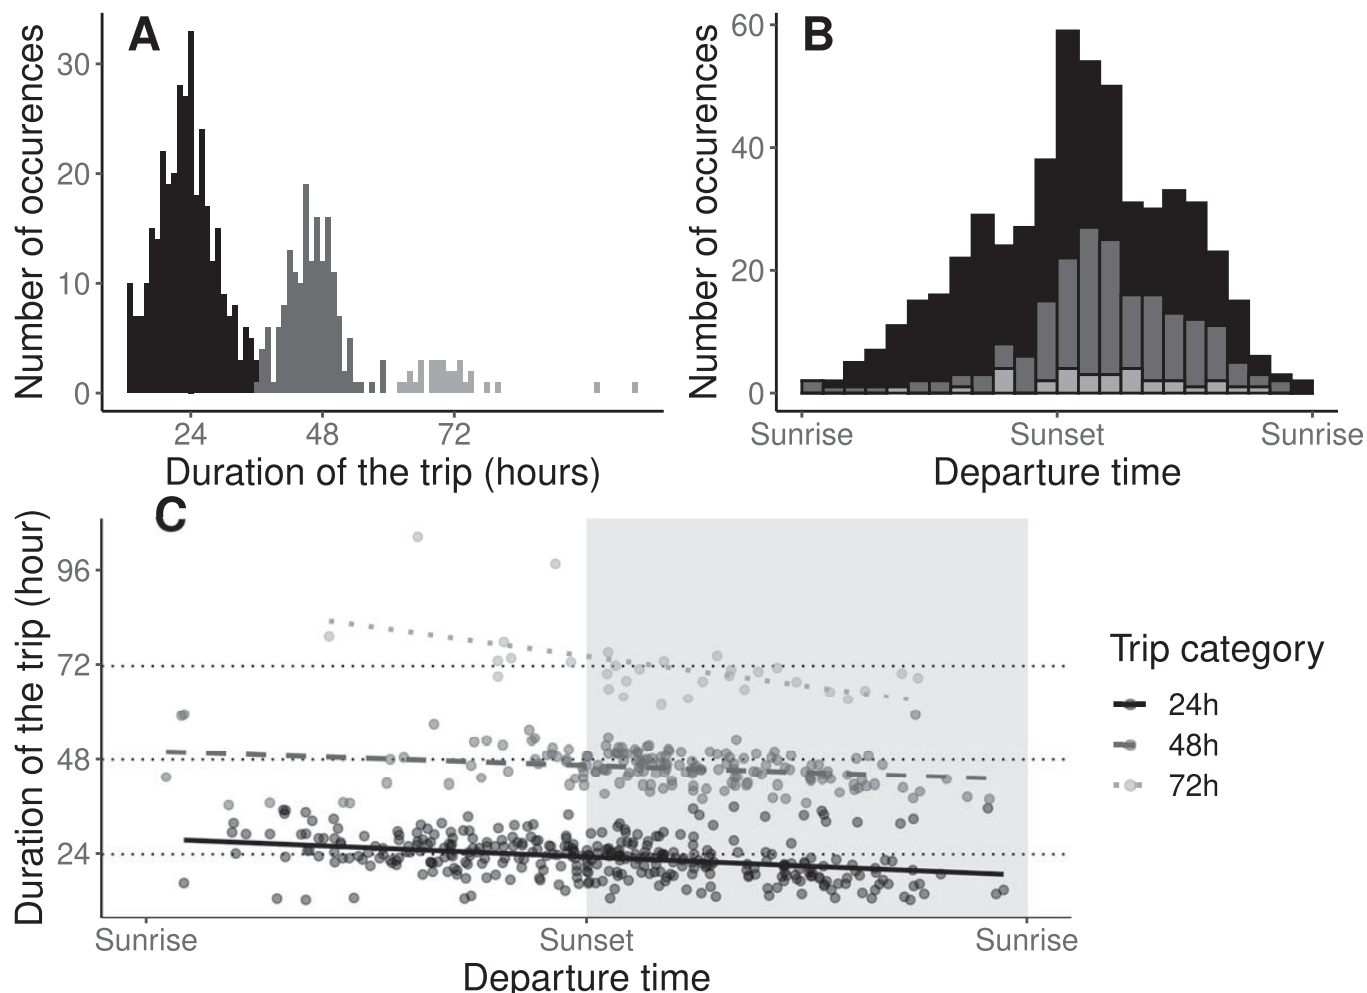 A
Number of occurences
30
20
10
0
24 48 72
Duration of the trip (hours)
B
Number of occurences
60
40
20
0
Sunrise Sunset Sunrise
Departure time
C
Duration of the trip (hour)
96
72
48
24
Sunrise Sunset Sunrise
Departure time
Trip category
24h
48h
72h